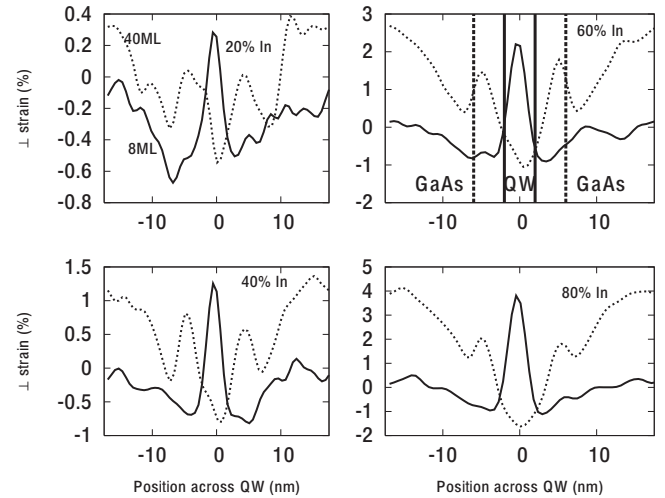 0.4
0.2
0
-0.2
-0.4
-0.6
-0.8
40ML
20% In
8ML
⊥ strain (%)
-10 0 10
3
2
1
0
-1
-2
60% In
GaAs QW GaAs
-10 0 10
1.5
1
0.5
0
-0.5
-1
40% In
⊥ strain (%)
-10 0 10
Position across QW (nm)
5
4
3
2
1
0
-1
-2
80% In
-10 0 10
Position across QW (nm)